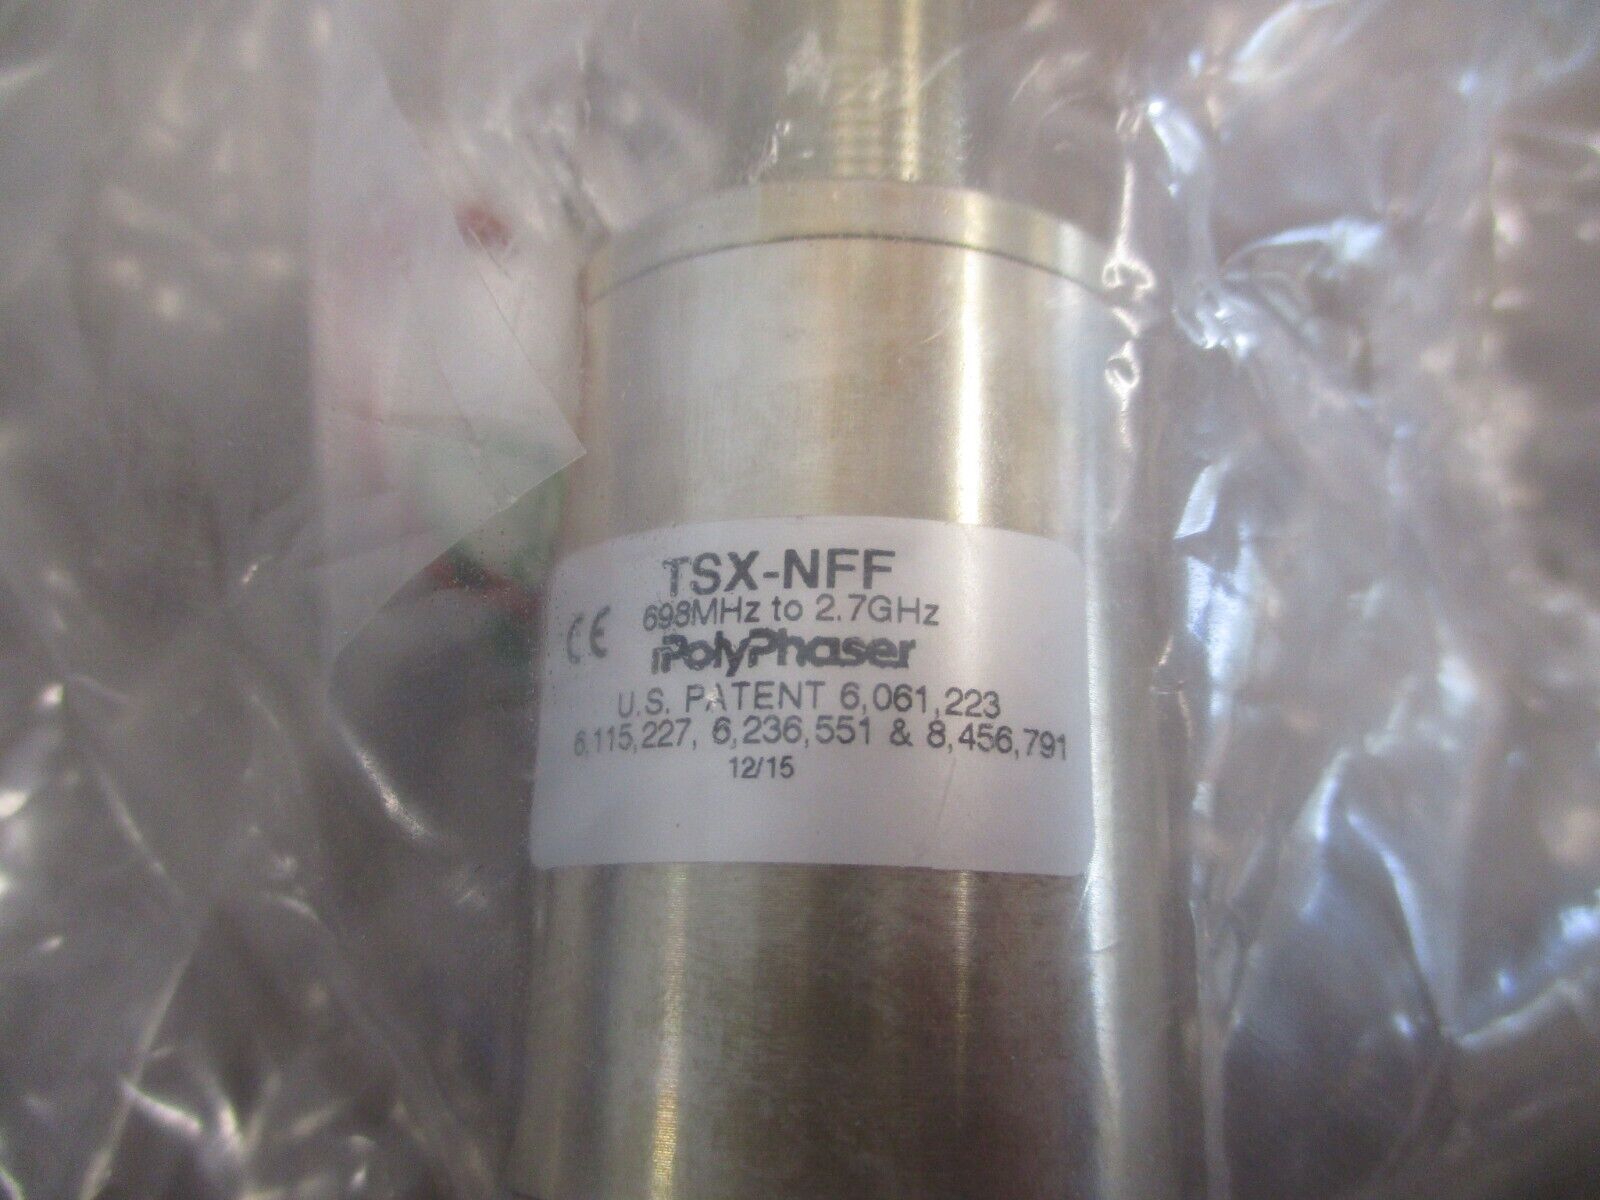 TSX-NFF
698MHz to 2.7GHz
CE PolyPhaser
U.S. PATENT 6,061,223
6,115,227, 6,236,551 & 8,456,791
12/15